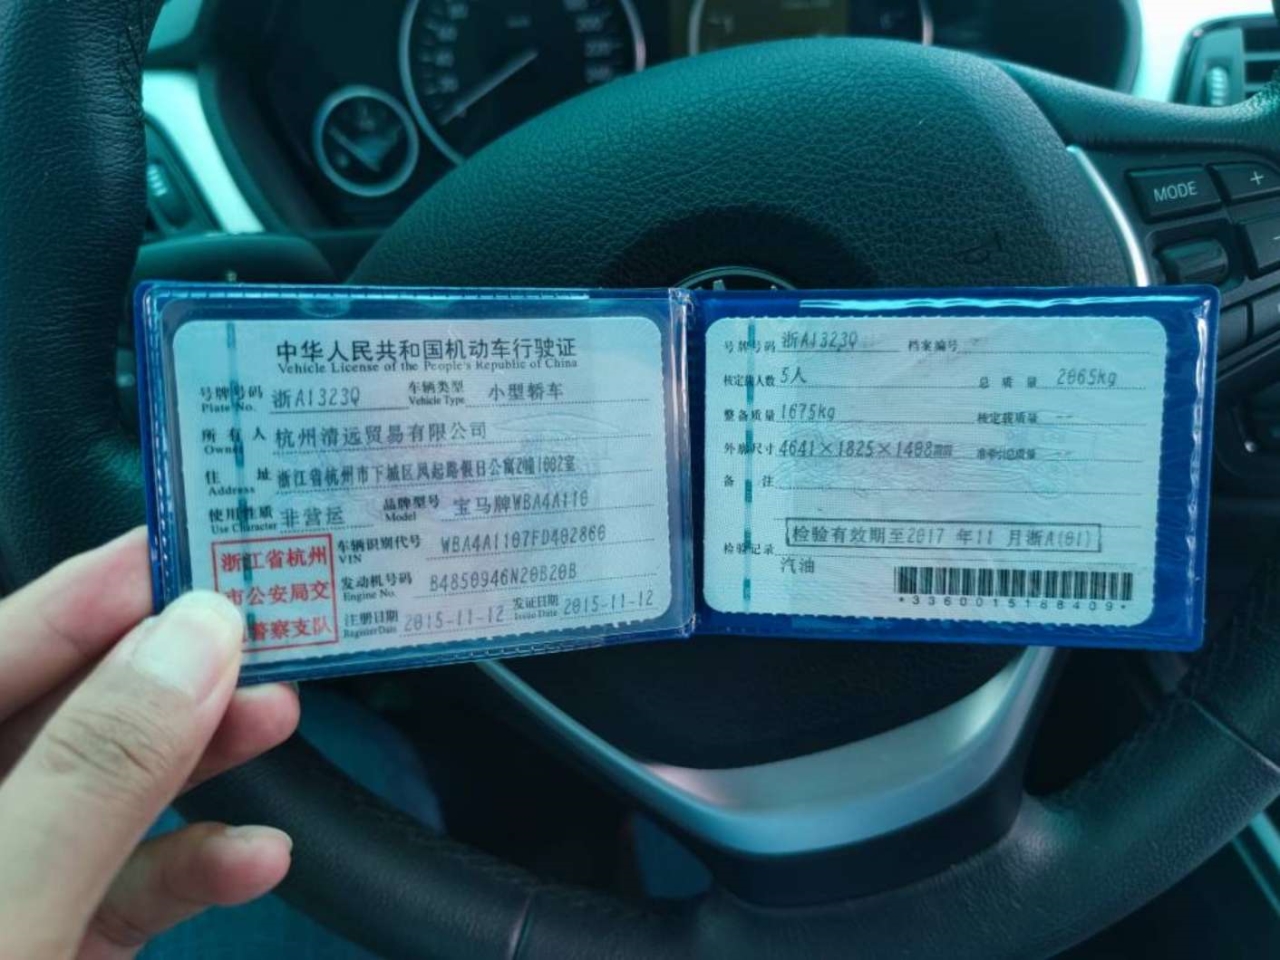 中华人民共和国机动车行驶证
Vehicle License of the People's Republic of China
号牌号码 浙A1323Q 车辆类型 小型轿车
Plate No. Vehicle Type
所有人 杭州清远贸易有限公司
Owner
住址 浙江省杭州市下城区凤起路假日公寓2幢1002室
Address
使用性质 非营运 品牌型号 宝马牌WBA4A110
Use Character Model
浙江省杭州
市公安局交
警察支队
车辆识别代号 WBA4A1107FD402860
VIN
发动机号码 B4850946N20B20B
Engine No.
注册日期 2015-11-12 发证日期 2015-11-12
Register Date Issue Date
号牌号码 浙A1323Q 档案编号
核定载人数 5人 总质量 2065kg
整备质量 1675kg 核定载质量 --
外廓尺寸 4641×1825×1408mm 准牵引总质量 --
备注
检验有效期至2017 年11 月浙A(01)
检验记录
汽油
*3360015188409*
MODE
+